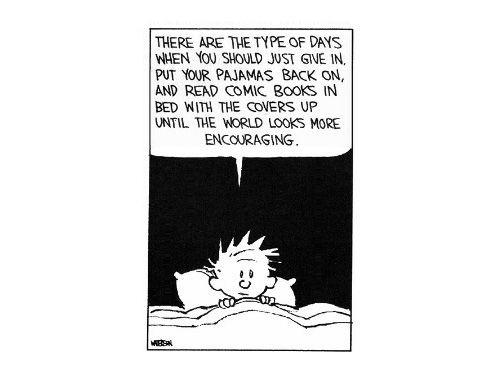 THERE ARE THE TYPE OF DAYS
WHEN YOU SHOULD JUST GIVE IN,
PUT YOUR PAJAMAS BACK ON,
AND READ COMIC BOOKS IN
BED WITH THE COVERS UP
UNTIL THE WORLD LOOKS MORE
ENCOURAGING.
WATTERSON